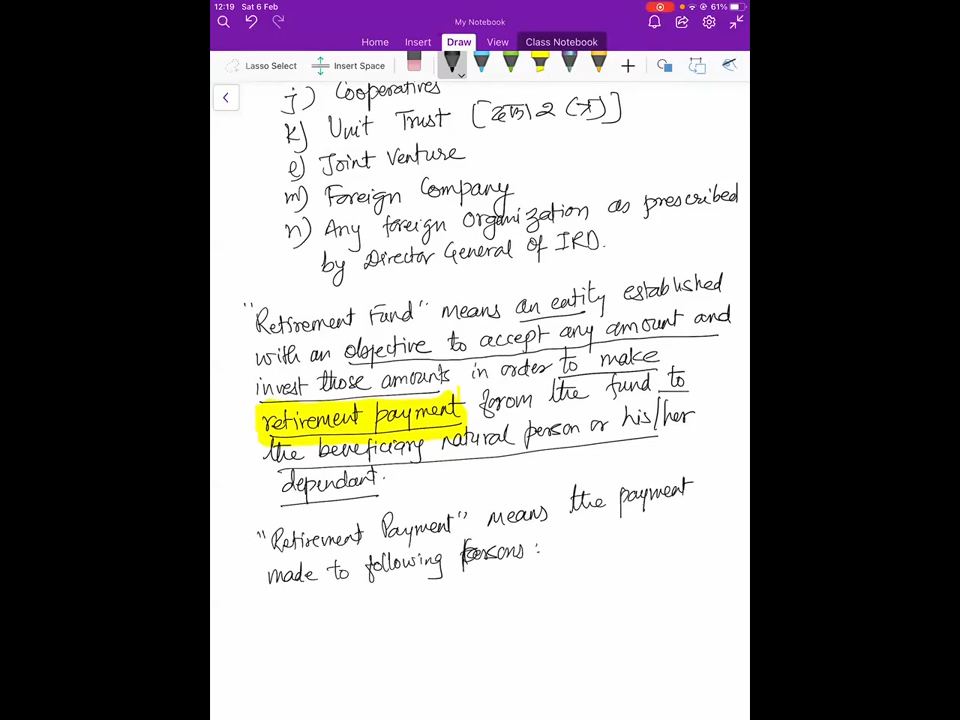 12:19 Sat 6 Feb
61%
My Notebook
Home Insert Draw View Class Notebook
Lasso Select Insert Space
j) Cooperatives
k) Unit Trust [दफा 2 (त)]
l) Joint Venture
m) Foreign Company
n) Any foreign Organization as prescribed
by Director General of IRD.
"Retirement Fund" means an entity established
with an objective to accept any amount and
invest those amounts in order to make
retirement payment from the fund to
the beneficiary natural person or his/her
dependant.
"Retirement Payment" means the payment
made to following persons: